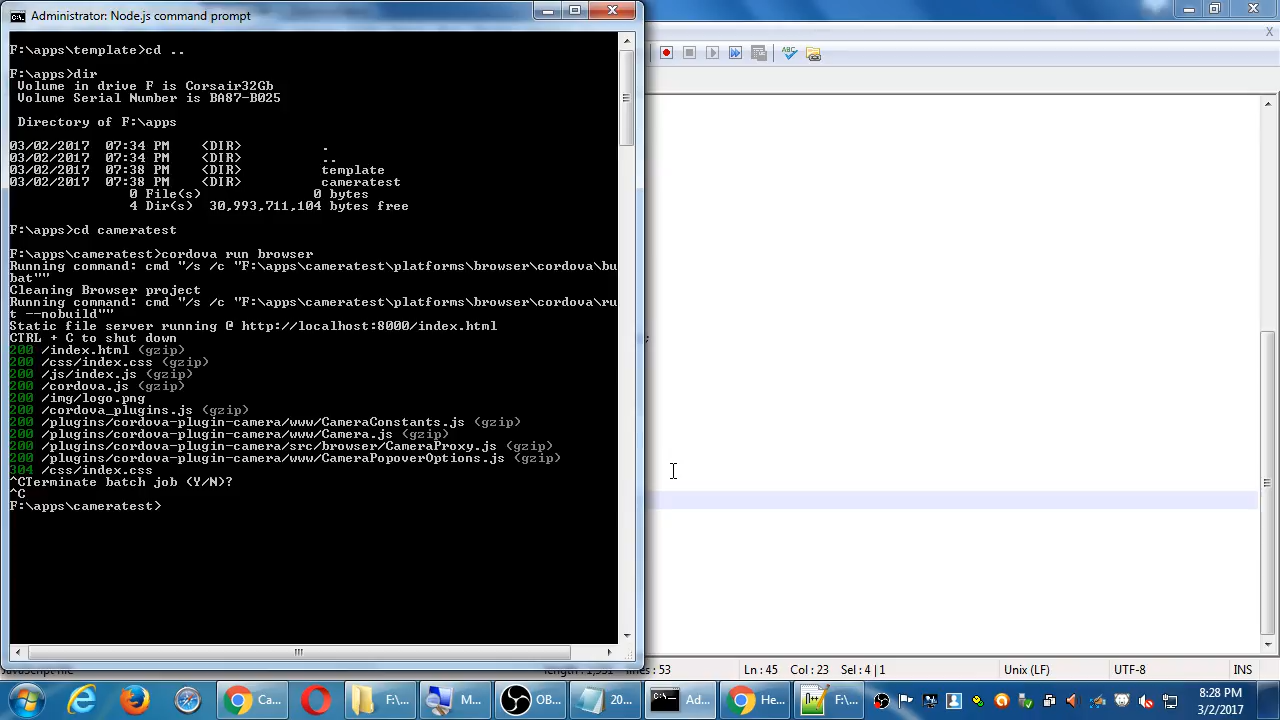 Administrator: Node.js command prompt
F:\apps\template>cd ..
F:\apps>dir
Volume in drive F is Corsair32Gb
Volume Serial Number is BA87-B025
Directory of F:\apps
03/02/2017 07:34 PM <DIR> .
03/02/2017 07:34 PM <DIR> ..
03/02/2017 07:38 PM <DIR> template
03/02/2017 07:38 PM <DIR> cameratest
0 File(s) 0 bytes
4 Dir(s) 30,993,711,104 bytes free
F:\apps>cd cameratest
F:\apps\cameratest>cordova run browser
Running command: cmd "/s /c "F:\apps\cameratest\platforms\browser\cordova\bu
bat""
Cleaning Browser project
Running command: cmd "/s /c "F:\apps\cameratest\platforms\browser\cordova\ru
t --nobuild""
Static file server running @ http://localhost:8000/index.html
CTRL + C to shut down
200 /index.html (gzip)
200 /css/index.css (gzip)
200 /js/index.js (gzip)
200 /cordova.js (gzip)
200 /img/logo.png
200 /cordova_plugins.js (gzip)
200 /plugins/cordova-plugin-camera/www/CameraConstants.js (gzip)
200 /plugins/cordova-plugin-camera/www/Camera.js (gzip)
200 /plugins/cordova-plugin-camera/src/browser/CameraProxy.js (gzip)
200 /plugins/cordova-plugin-camera/www/CameraPopoverOptions.js (gzip)
304 /css/index.css
^CTerminate batch job (Y/N)?
^C
F:\apps\cameratest>
ABC
;
Ln : 45 Col : 23 Sel : 4 | 1 Unix (LF) UTF-8 INS
Ca... F:\... M... OB... 20... Ad... He... F:\...
8:28 PM
3/2/2017